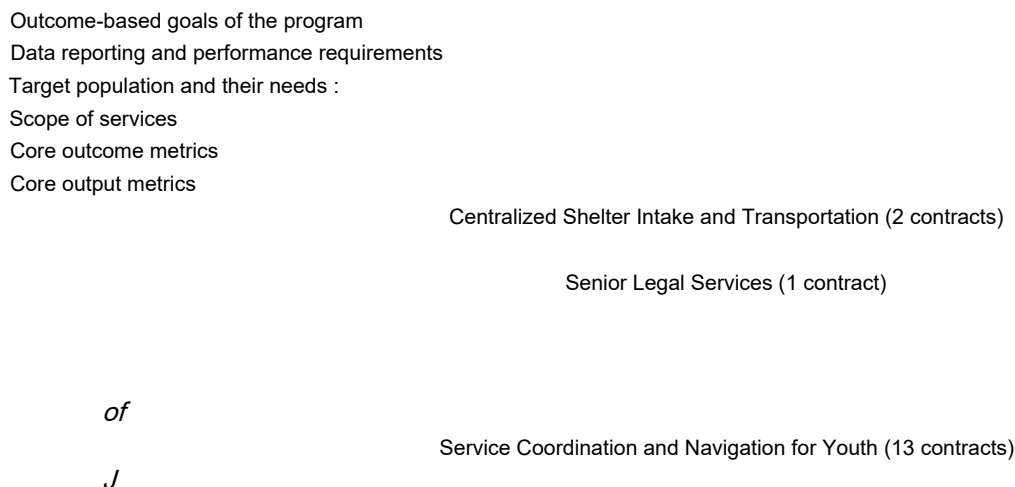 Outcome-based goals of the program
Data reporting and performance requirements
Target population and their needs :
Scope of services
Core outcome metrics
Core output metrics
Centralized Shelter Intake and Transportation (2 contracts)
Senior Legal Services (1 contract)
of
Service Coordination and Navigation for Youth (13 contracts)
J